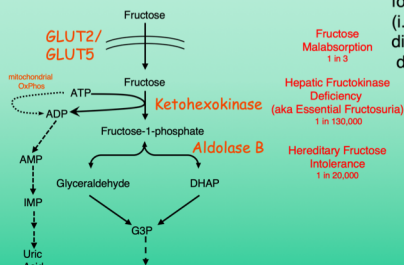 Fructose
GLUT2/
GLUT5
Fructose
Malabsorption
1 in 3
(i.
di
d
mitochondrial
OxPhos
Fructose
ATP
ADP
Ketohexokinase
Hepatic Fructokinase
Deficiency
(aka Essential Fructosuria)
1 in 130,000
Fructose-1-phosphate
Aldolase B
AMP
Glyceraldehyde
DHAP
Hereditary Fructose
Intolerance
1 in 20,000
IMP
G3P
Uric